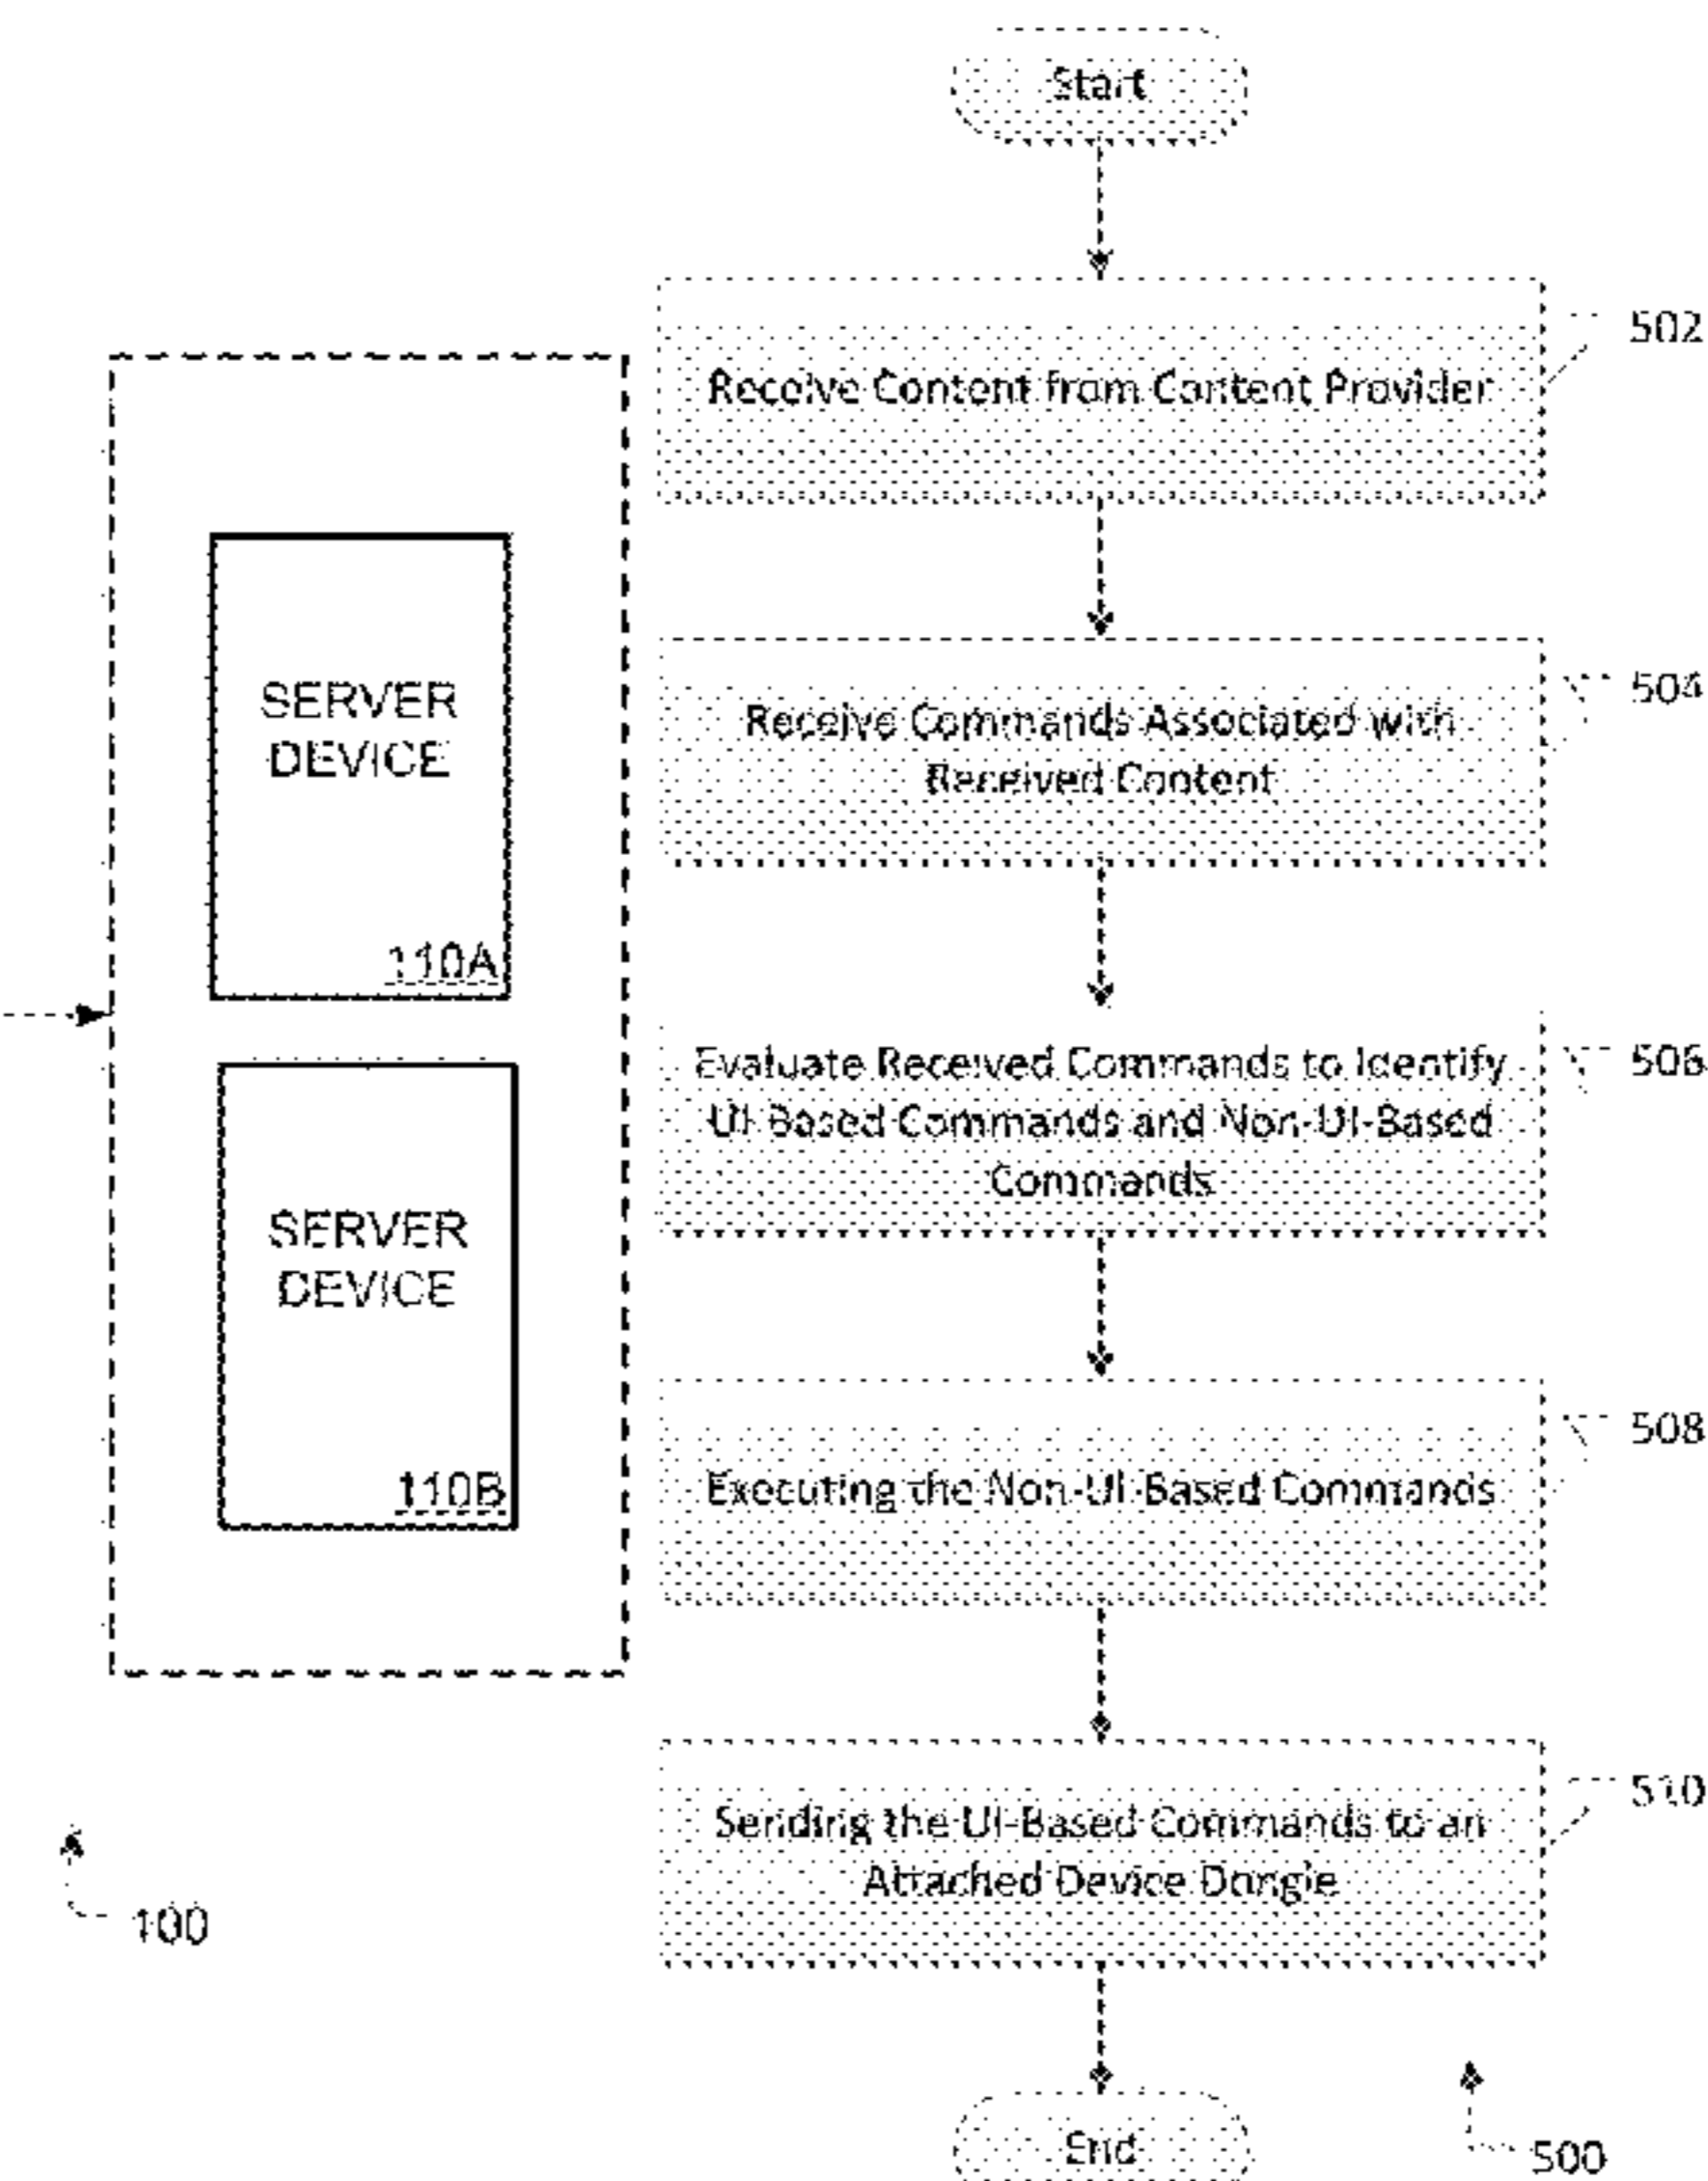 Start
502
Receive Content from Content Provider
504
Receive Commands Associated with
Received Content
506
Evaluate Received Commands to Identify
UI-Based Commands and Non-UI-Based
Commands
508
Executing the Non-UI-Based Commands
510
Sending the UI-Based Commands to an
Attached Device Dongle
End
500
SERVER
DEVICE
110A
SERVER
DEVICE
110B
100